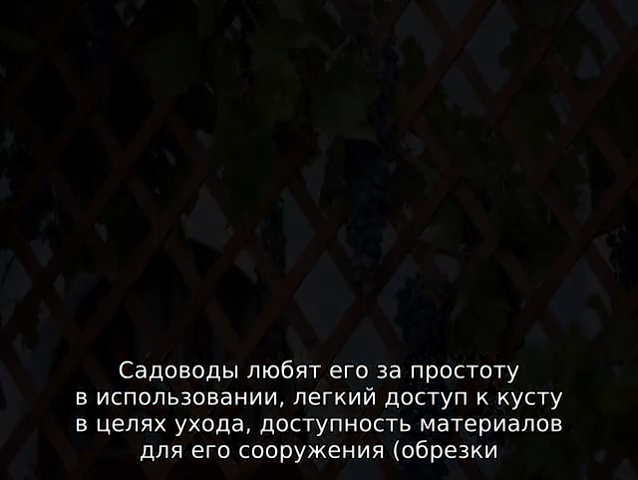 Садоводы любят его за простоту
в использовании, легкий доступ к кусту
в целях ухода, доступность материалов
для его сооружения (обрезки